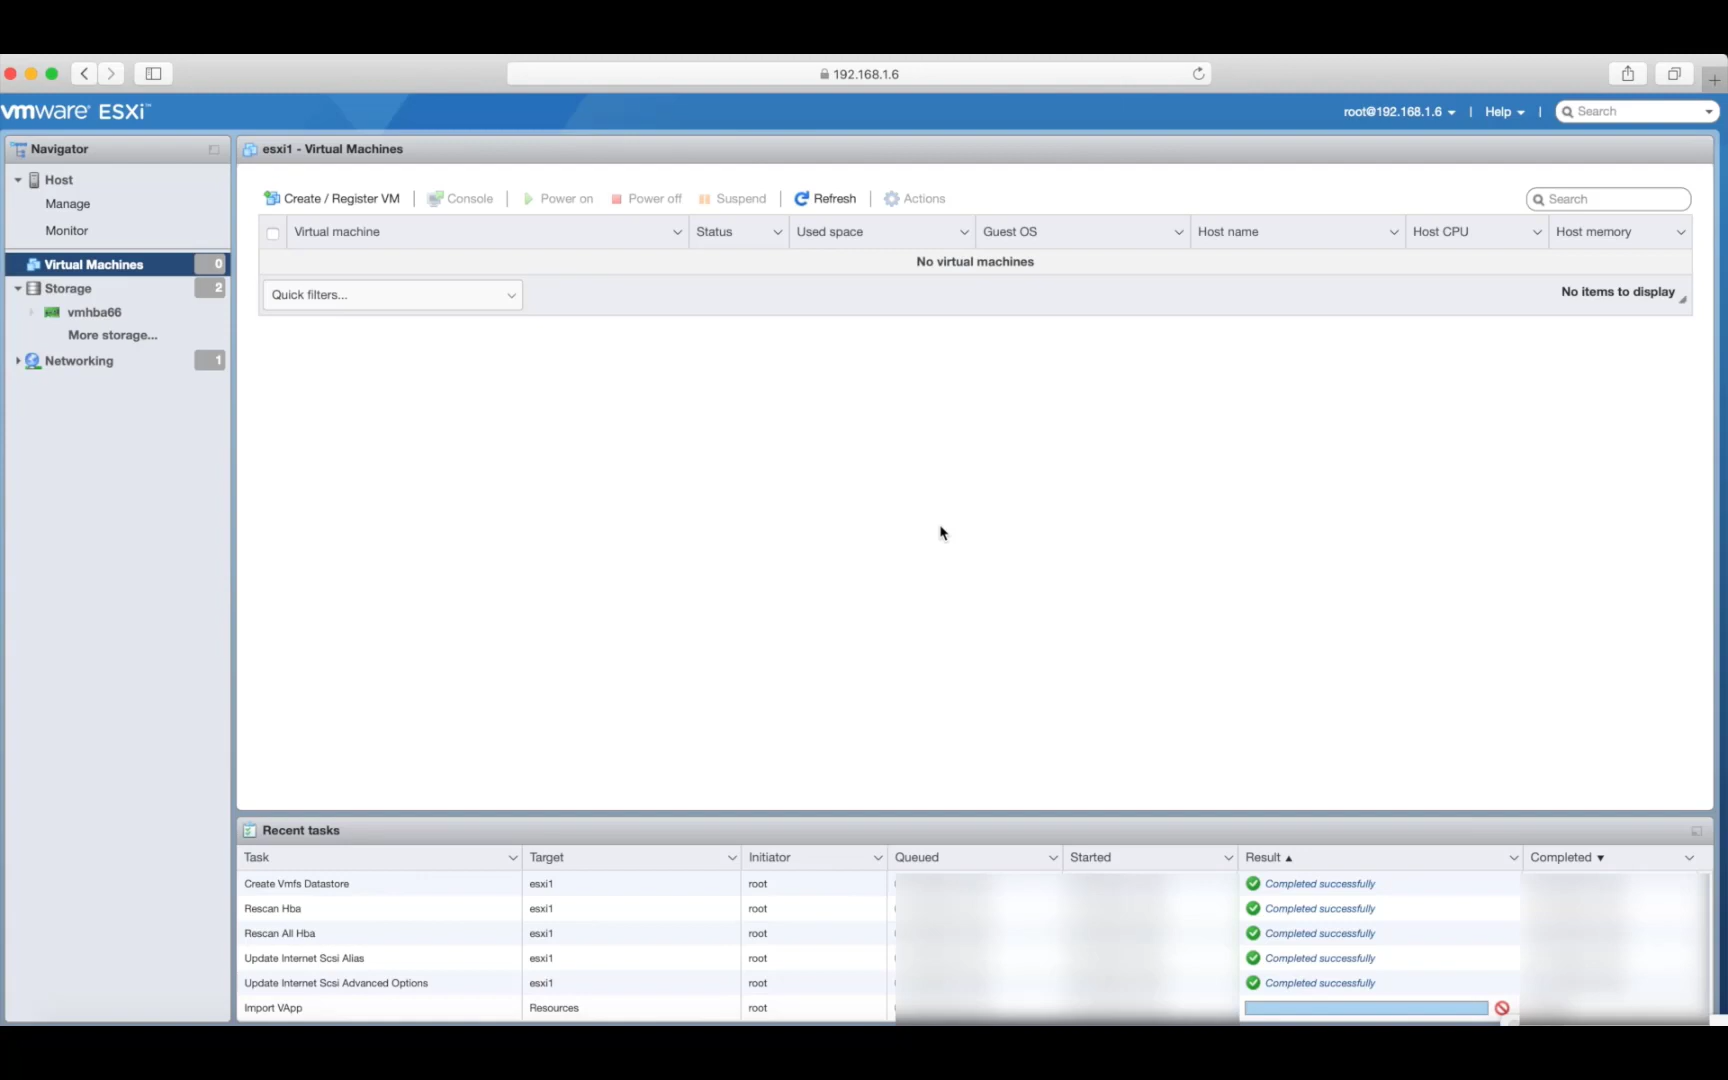 192.168.1.6
vmware ESXi™
root@192.168.1.6 | Help | Search
Navigator
Host
Manage
Monitor
Virtual Machines 0
Storage 2
vmhba66
More storage...
Networking 1
esxi1 - Virtual Machines
Create / Register VM | Console | Power on Power off Suspend | Refresh | Actions Search
Virtual machine Status Used space Guest OS Host name Host CPU Host memory
No virtual machines
Quick filters... No items to display
Recent tasks
Task Target Initiator Queued Started Result ▲ Completed ▼
Create Vmfs Datastore esxi1 root Completed successfully
Rescan Hba esxi1 root Completed successfully
Rescan All Hba esxi1 root Completed successfully
Update Internet Scsi Alias esxi1 root Completed successfully
Update Internet Scsi Advanced Options esxi1 root Completed successfully
Import VApp Resources root